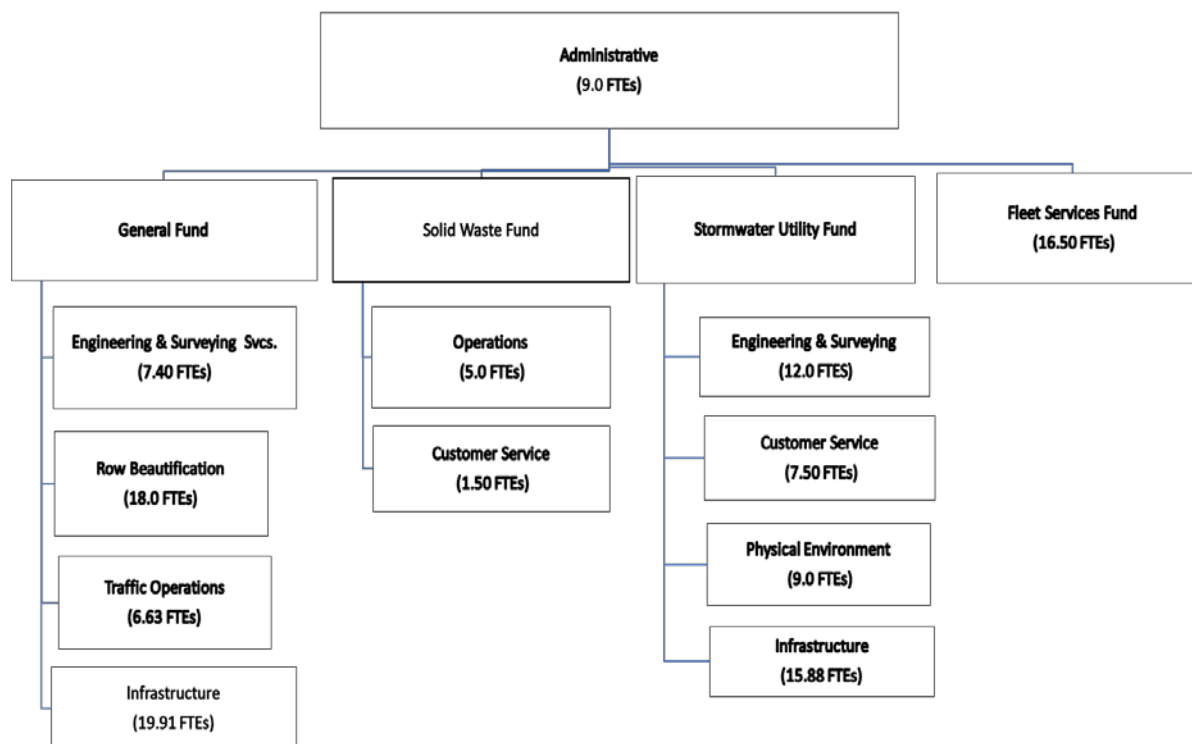 Administrative
(9.0 FTEs)
General Fund
Solid Waste Fund
Stormwater Utility Fund
Fleet Services Fund
(16.50 FTEs)
Engineering & Surveying Svcs.
(7.40 FTEs)
Row Beautification
(18.0 FTEs)
Traffic Operations
(6.63 FTEs)
Infrastructure
(19.91 FTEs)
Operations
(5.0 FTEs)
Customer Service
(1.50 FTEs)
Engineering & Surveying
(12.0 FTES)
Customer Service
(7.50 FTEs)
Physical Environment
(9.0 FTEs)
Infrastructure
(15.88 FTEs)